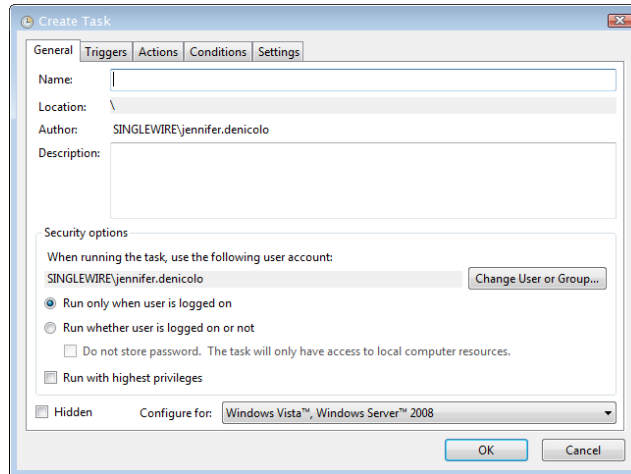 Create Task
General Triggers Actions Conditions Settings
Name:
Location: \
Author: SINGLEWIRE\jennifer.denicolo
Description:
Security options
When running the task, use the following user account:
SINGLEWIRE\jennifer.denicolo Change User or Group...
Run only when user is logged on
Run whether user is logged on or not
Do not store password. The task will only have access to local computer resources.
Run with highest privileges
Hidden Configure for: Windows Vista™, Windows Server™ 2008
OK Cancel